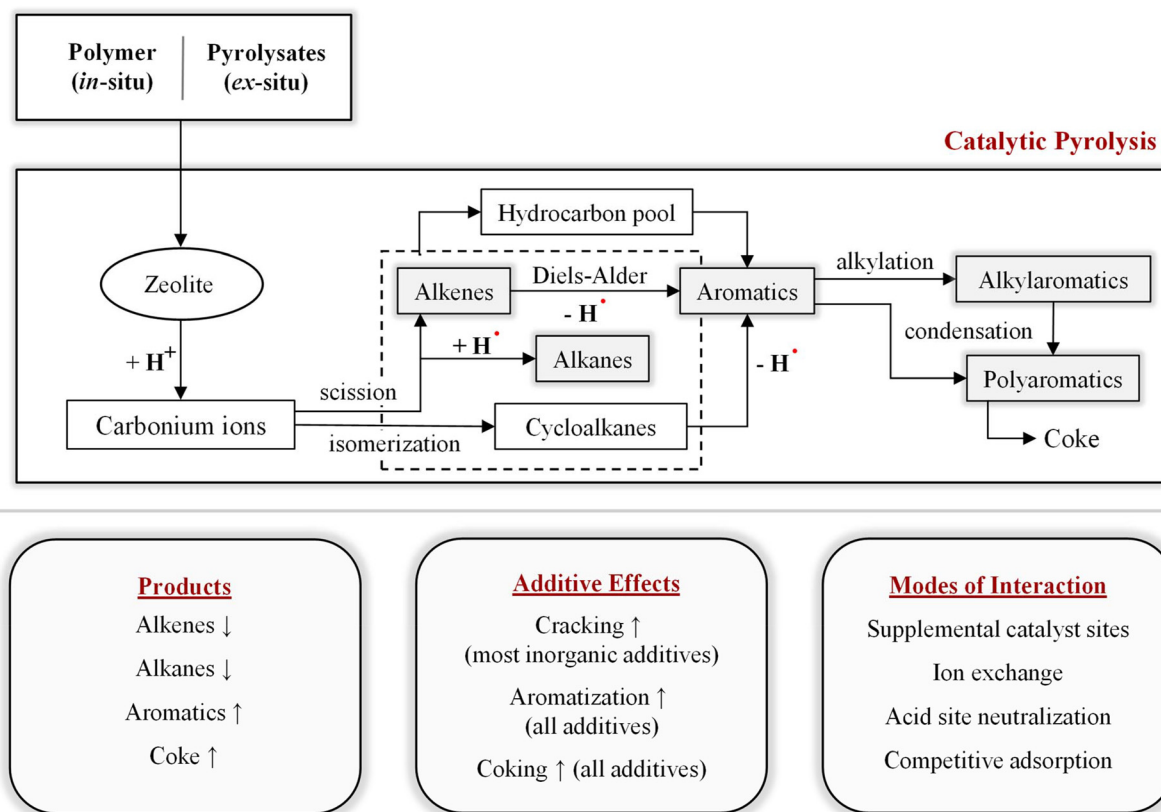 Polymer
(in-situ)
Pyrolysates
(ex-situ)
Catalytic Pyrolysis
Hydrocarbon pool
Zeolite
Alkenes
Diels-Alder
- H•
Aromatics
alkylation
Alkylaromatics
+ H+
+ H•
Alkanes
- H•
condensation
Polyaromatics
scission
Carbonium ions
isomerization
Cycloalkanes
Coke
Products
Alkenes ↓
Alkanes ↓
Aromatics ↑
Coke ↑
Additive Effects
Cracking ↑
(most inorganic additives)
Aromatization ↑
(all additives)
Coking ↑ (all additives)
Modes of Interaction
Supplemental catalyst sites
Ion exchange
Acid site neutralization
Competitive adsorption